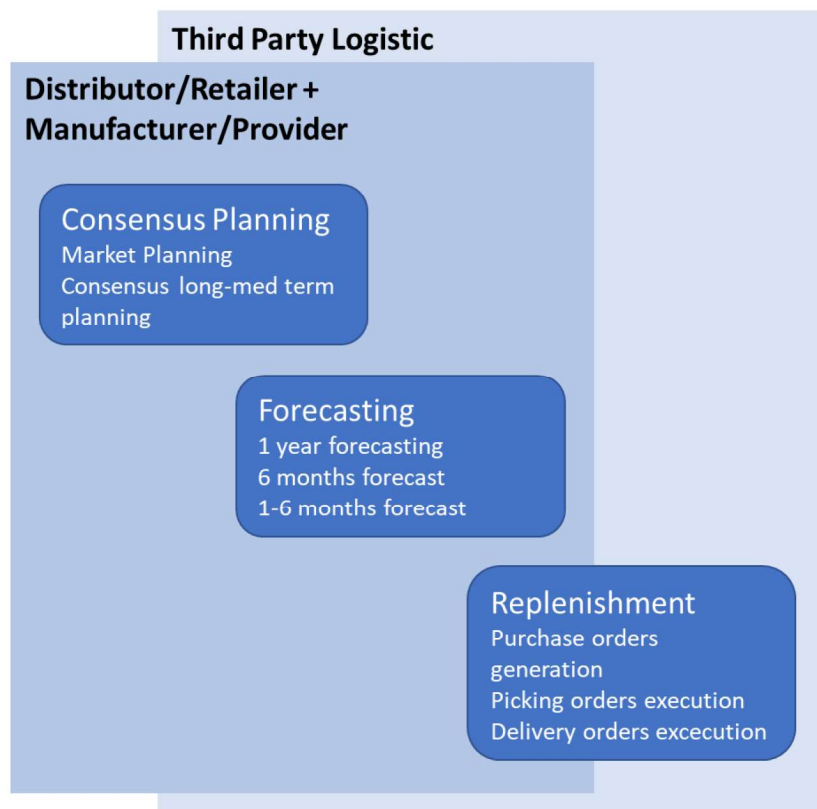 Third Party Logistic
Distributor/Retailer +
Manufacturer/Provider
Consensus Planning
Market Planning
Consensus long-med term
planning
Forecasting
1 year forecasting
6 months forecast
1-6 months forecast
Replenishment
Purchase orders
generation
Picking orders execution
Delivery orders excecution